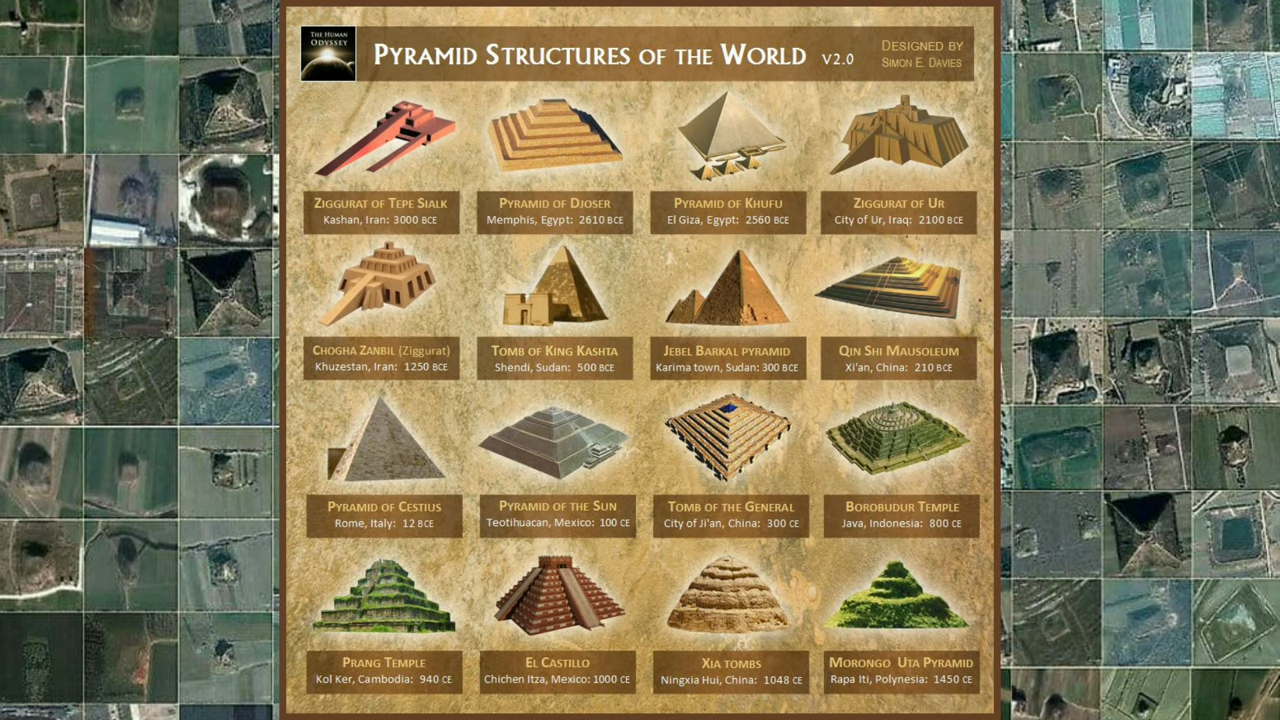 THE HUMAN
ODYSSEY
PYRAMID STRUCTURES OF THE WORLD V2.0
DESIGNED BY
SIMON E. DAVIES
ZIGGURAT OF TEPE SIALK
Kashan, Iran: 3000 BCE
PYRAMID OF DJOSER
Memphis, Egypt: 2610 BCE
PYRAMID OF KHUFU
El Giza, Egypt: 2560 BCE
ZIGGURAT OF UR
City of Ur, Iraq: 2100 BCE
CHOGHA ZANBIL (Ziggurat)
Khuzestan, Iran: 1250 BCE
TOMB OF KING KASHTA
Shendi, Sudan: 500 BCE
JEBEL BARKAL PYRAMID
Karima town, Sudan: 300 BCE
QIN SHI MAUSOLEUM
Xi'an, China: 210 BCE
PYRAMID OF CESTIUS
Rome, Italy: 12 BCE
PYRAMID OF THE SUN
Teotihuacan, Mexico: 100 CE
TOMB OF THE GENERAL
City of Ji'an, China: 300 CE
BOROBUDUR TEMPLE
Java, Indonesia: 800 CE
PRANG TEMPLE
Kol Ker, Cambodia: 940 CE
EL CASTILLO
Chichen Itza, Mexico: 1000 CE
XIA TOMBS
Ningxia Hui, China: 1048 CE
MORONGO UTA PYRAMID
Rapa Iti, Polynesia: 1450 CE